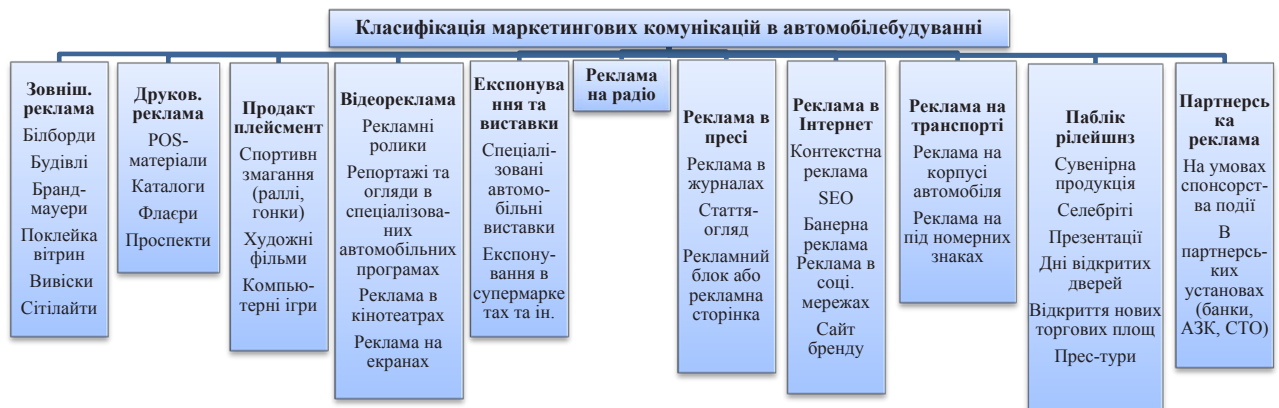 Класифікація маркетингових комунікацій в автомобілебудуванні
Зовніш.
реклама
Білборди
Будівлі
Бранд-
мауери
Поклейка
вітрин
Вивіски
Сітілайти
Друков.
реклама
POS-
матеріали
Каталоги
Флаєри
Проспекти
Продакт
плейсмент
Спортивн
змагання
(раллі,
гонки)
Художні
фільми
Компью-
терні ігри
Відеореклама
Рекламні
ролики
Репортажі та
огляди в
спеціалізова-
них
автомобільних
програмах
Реклама в
кінотеатрах
Реклама на
екранах
Експонува
ння та
виставки
Спеціалі-
зовані
автомо-
більні
виставки
Експону-
вання в
супермарке
тах та ін.
Реклама
на радіо
Реклама в
пресі
Реклама в
журналах
Стаття-
огляд
Рекламний
блок або
рекламна
сторінка
Реклама в
Інтернет
Контекстна
реклама
SEO
Банерна
реклама
Реклама в
соці.
мережах
Сайт
бренду
Реклама на
транспорті
Реклама на
корпусі
автомобіля
Реклама на
під номерних
знаках
Паблік
рілейшнз
Сувенірна
продукція
Селебріті
Презентації
Дні відкритих
дверей
Відкриття нових
торгових площ
Прес-тури
Партнерсь
ка реклама
На умовах
спонсорст
ва події
В
партнерсь-
ких
установах
(банки,
АЗК, СТО)